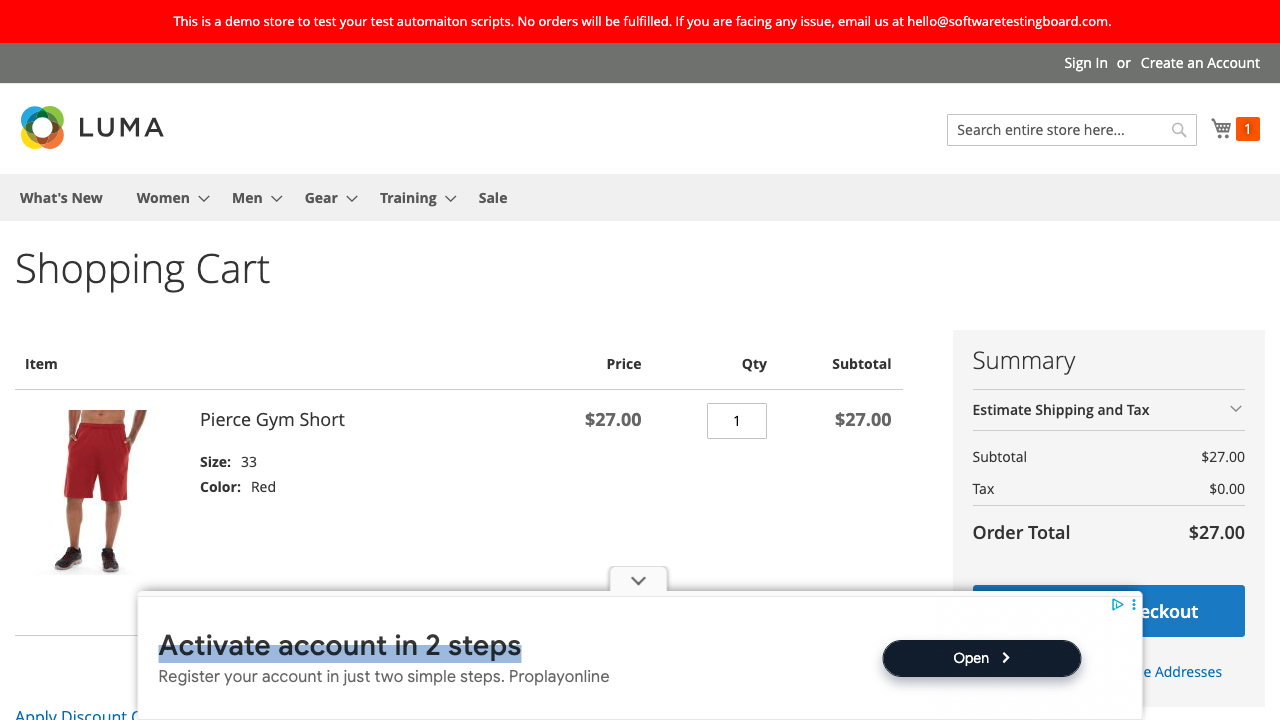 This is a demo store to test your test automaiton scripts. No orders will be fulfilled. If you are facing any issue, email us at hello@softwaretestingboard.com.
Sign In or Create an Account
LUMA
Search entire store here...
1
What's New Women Men Gear Training Sale
Shopping Cart
Item Price Qty Subtotal
Pierce Gym Short $27.00 1 $27.00
Size: 33
Color: Red
Summary
Estimate Shipping and Tax
Subtotal $27.00
Tax $0.00
Order Total $27.00
Activate account in 2 steps
Register your account in just two simple steps. Proplayonline
Open
Addresses
Apply Discount